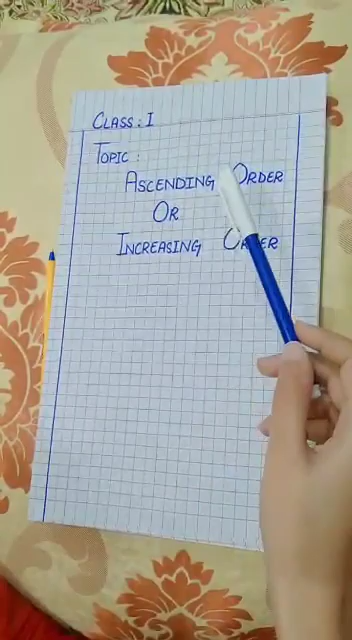 CLASS : I
TOPIC :
ASCENDING ORDER
OR
INCREASING ORDER